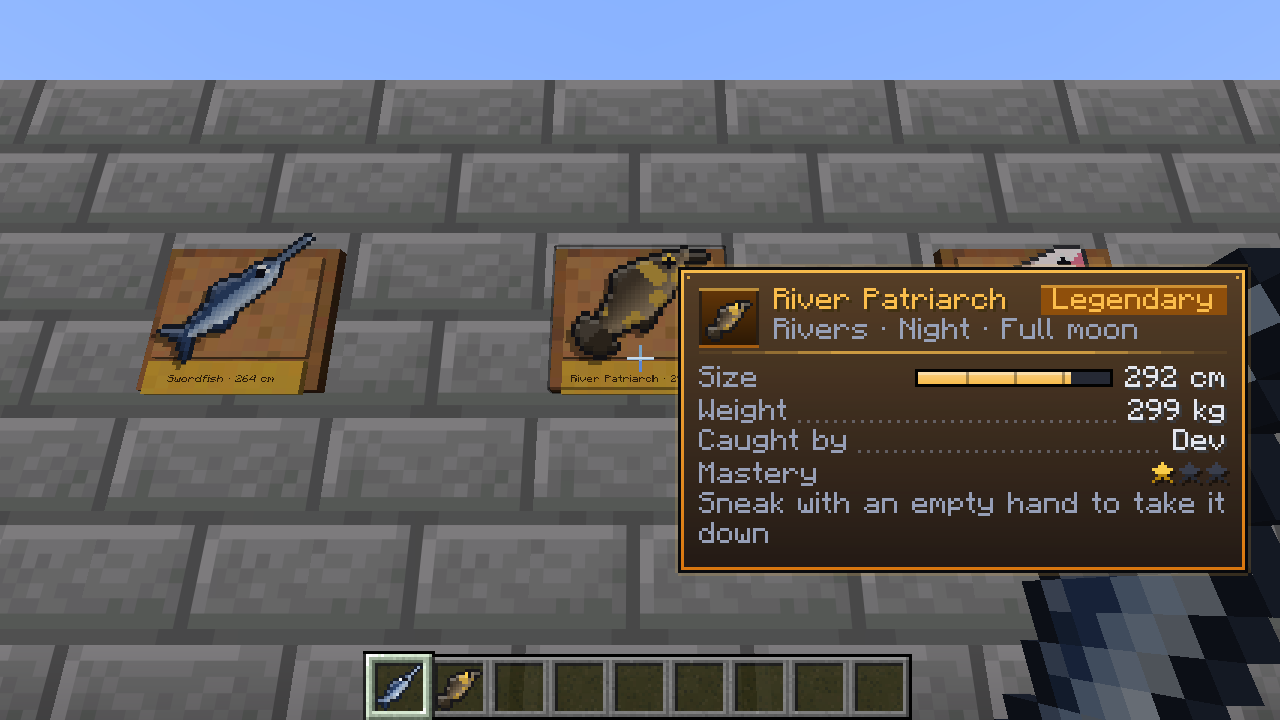 River Patriarch Legendary
Rivers · Night · Full moon
Size 292 cm
Weight 299 kg
Caught by Dev
Mastery
Sneak with an empty hand to take it
down
Swordfish · 264 cm
River Patriarch ·